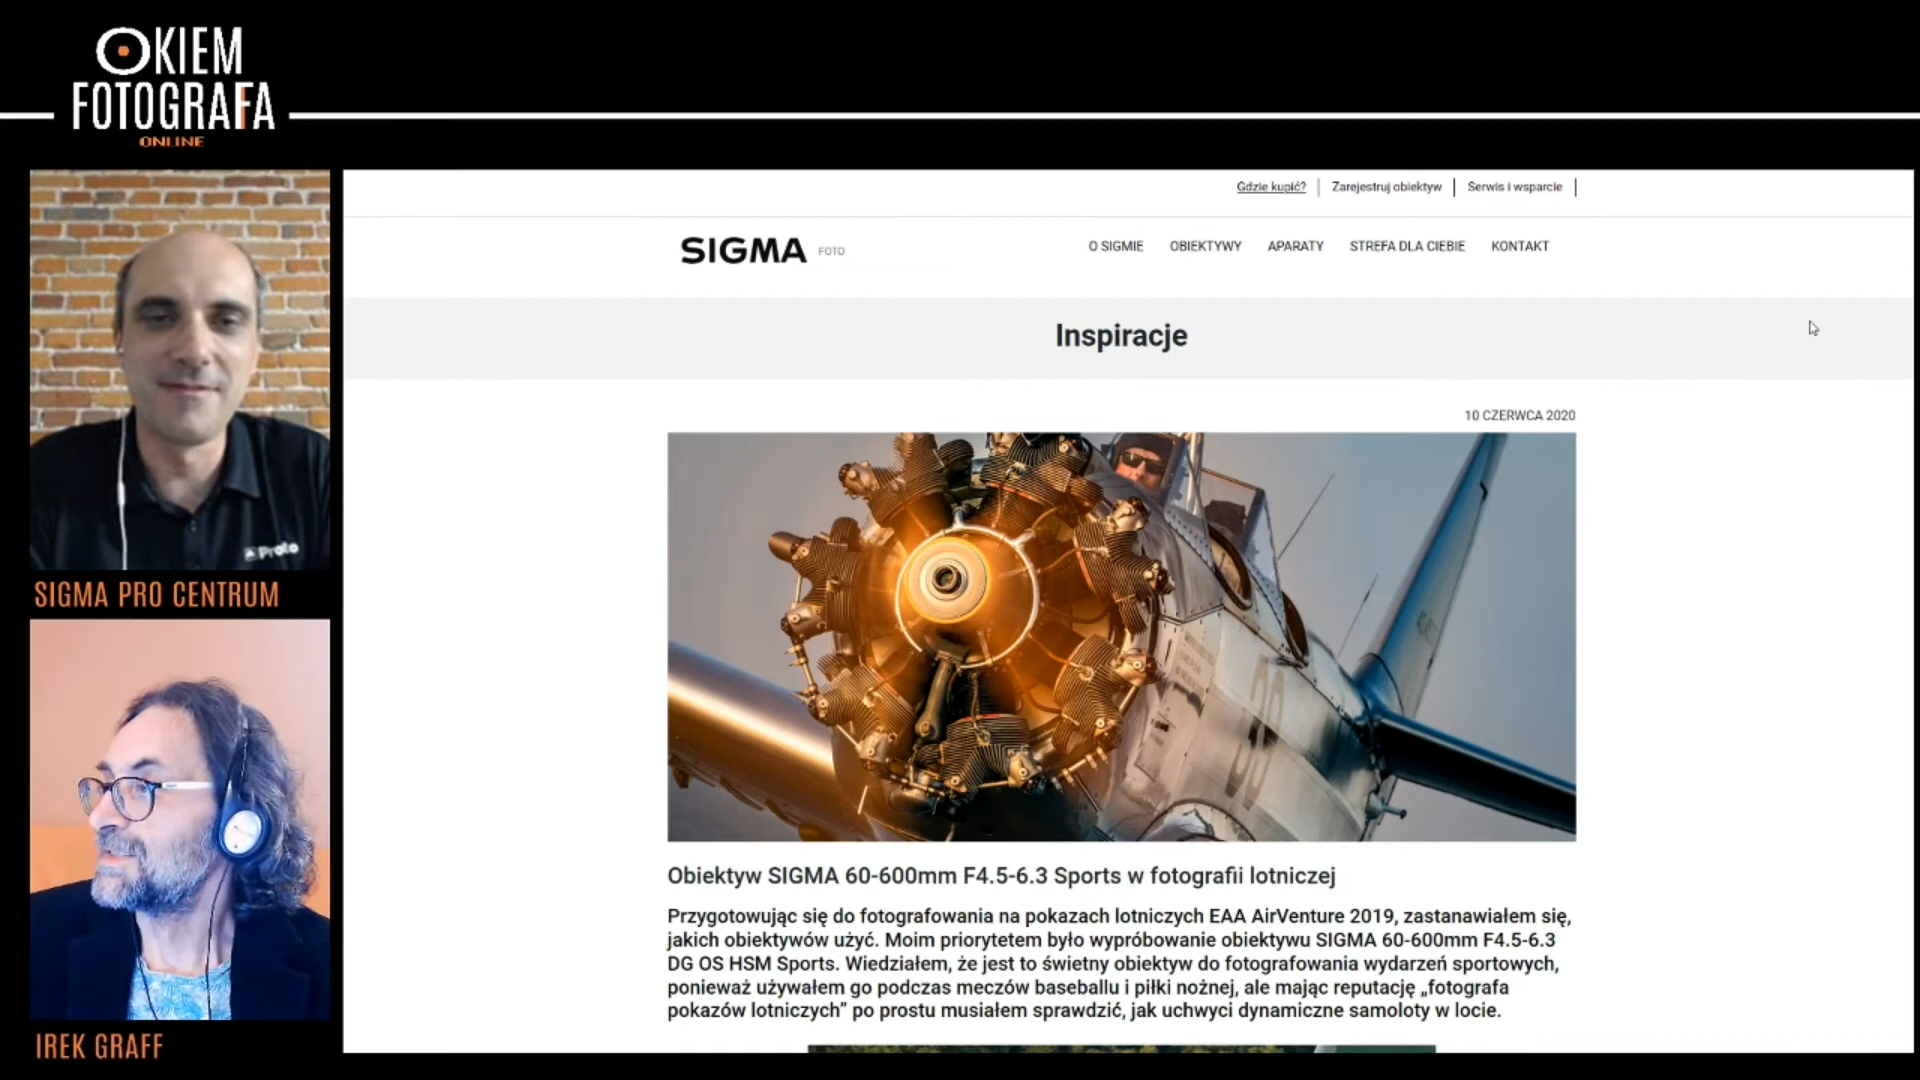 OKIEM
FOTOGRAFA
ONLINE
Gdzie kupić? | Zarejestruj obiektyw | Serwis i wsparcie |
SIGMA FOTO
O SIGMIE OBIEKTYWY APARATY STREFA DLA CIEBIE KONTAKT
Inspiracje
10 CZERWCA 2020
Proto
SIGMA PRO CENTRUM
Obiektyw SIGMA 60-600mm F4.5-6.3 Sports w fotografii lotniczej
Przygotowując się do fotografowania na pokazach lotniczych EAA AirVenture 2019, zastanawiałem się,
jakich obiektywów użyć. Moim priorytetem było wypróbowanie obiektywu SIGMA 60-600mm F4.5-6.3
DG OS HSM Sports. Wiedziałem, że jest to świetny obiektyw do fotografowania wydarzeń sportowych,
ponieważ używałem go podczas meczów baseballu i piłki nożnej, ale mając reputację „fotografa
pokazów lotniczych” po prostu musiałem sprawdzić, jak uchwyci dynamiczne samoloty w locie.
IREK GRAFF